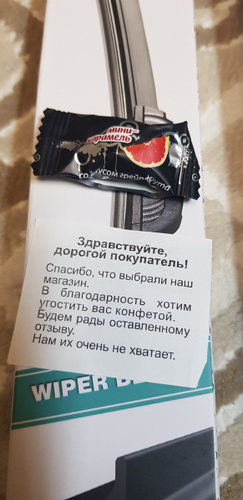 мини-
карамель
со вкусом грейпфрута
Здравствуйте,
дорогой покупатель!
Спасибо, что выбрали наш
магазин.
В благодарность хотим
угостить вас конфетой.
Будем рады оставленному
отзыву.
Нам их очень не хватает.
WIPER